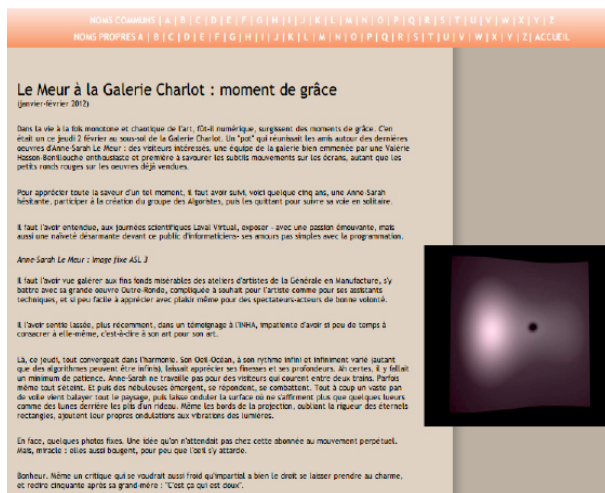 NOMS COMMUNS | A | B | C | D | E | F | G | H | I | J | K | L | M | N | O | P | Q | R | S | T | U | V | W | X | Y | Z
NOMS PROPRES A | B | C | D | E | F | G | H | I | J | K | L | M | N | O | P | Q | R | S | T | U | V | W | X | Y | Z| ACCUEIL
Le Meur à la Galerie Charlot : moment de grâce
(janvier-février 2012)
Dans la vie à la fois monotone et chaotique de l'art, fût-il numérique, surgissent des moments de grâce. C'en
était un ce jeudi 2 février au sous-sol de la Galerie Charlot. Un "pot" qui réunissait les amis autour des dernières
oeuvres d'Anne-Sarah Le Meur : des visiteurs intéressés, une équipe de la galerie bien emmenée par une Valérie
Hasson-Benillouche enthousiaste et première à savourer les subtils mouvements sur les écrans, autant que les
petits ronds rouges sur les oeuvres déjà vendues.
Pour apprécier toute la saveur d'un tel moment, il faut avoir suivi, voici quelque cinq ans, une Anne-Sarah
hésitante, participer à la création du groupe des Algoristes, puis les quittant pour suivre sa voie en solitaire.
Il faut l'avoir entendue, aux journées scientifiques Laval Virtual, exposer - avec une passion émouvante, mais
aussi une naïveté désarmante devant ce public d'informaticiens- ses amours pas simples avec la programmation.
Anne-Sarah Le Meur : Image fixe ASL 3
Il faut l'avoir vue galérer aux fins fonds misérables des ateliers d'artistes de la Générale en Manufacture, s'y
battre avec sa grande oeuvre Outre-Ronde, compliquée à souhait pour l'artiste comme pour ses assistants
techniques, et si peu facile à apprécier avec plaisir même pour des spectateurs-acteurs de bonne volonté.
Il l'avoir sentie lassée, plus récemment, dans un témoignage à l'INHA, impatiente d'avoir si peu de temps à
consacrer à elle-même, c'est-à-dire à son art pour son art.
Là, ce jeudi, tout convergeait dans l'harmonie. Son Oeil-Océan, à son rythme infini et infiniment varié (autant
que des algorithmes peuvent être infinis), laissait apprécier ses finesses et ses profondeurs. Ah certes, il y fallait
un minimum de patience. Anne-Sarah ne travaille pas pour des visiteurs qui courent entre deux trains. Parfois
même tout s'éteint. Et puis des nébuleuses émergent, se répondent, se combattent. Tout à coup un vaste pan
de voile vient balayer tout le paysage, puis laisse onduler la surface où ne s'affirment plus que quelques lueurs
comme des lunes derrière les plis d'un rideau. Même les bords de la projection, oubliant la rigueur des éternels
rectangles, ajoutent leur propres ondulations aux vibrations des lumières.
En face, quelques photos fixes. Une idée qu'on n'attendait pas chez cette abonnée au mouvement perpétuel.
Mais, miracle : elles aussi bougent, pour peu que l'oeil s'y attarde.
Bonheur. Même un critique qui se voudrait aussi froid qu'impartial a bien le droit se laisser prendre au charme,
et redire cinquante après sa grand-mère : "C'est ça qui est doux".